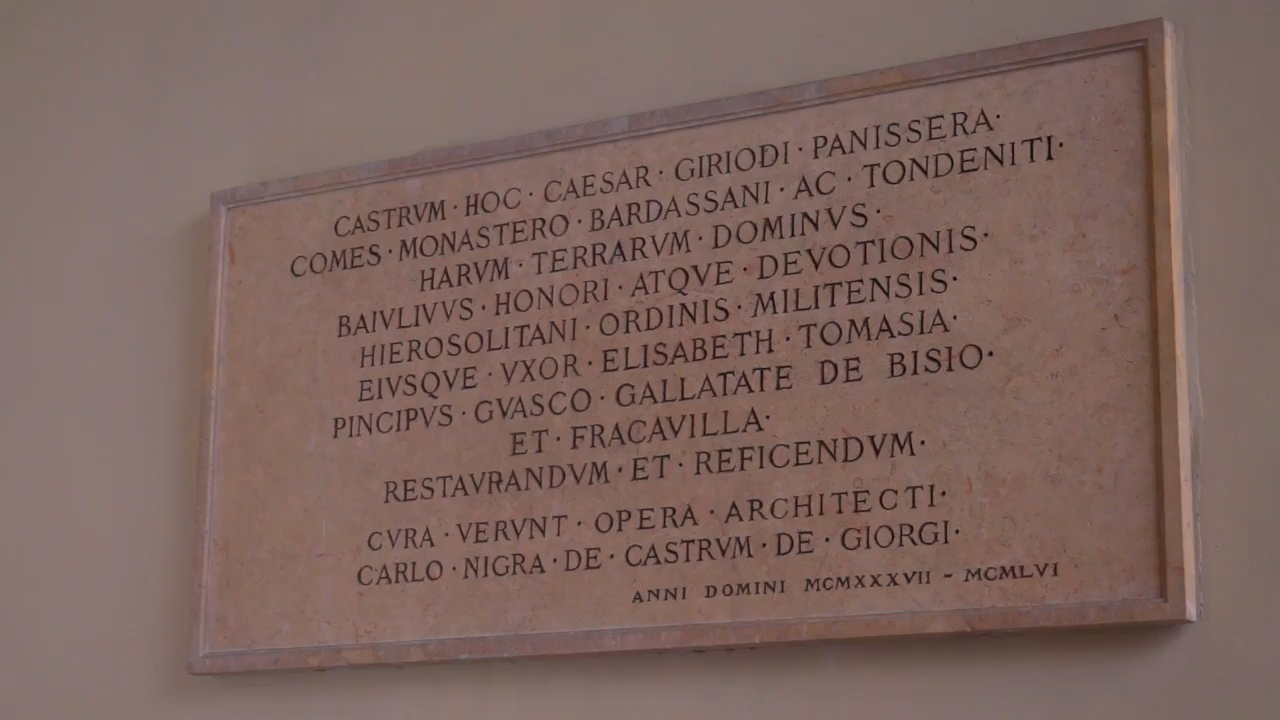 CASTRVM · HOC · CAESAR · GIRIODI · PANISSERA·
COMES · MONASTERO · BARDASSANI · AC · TONDENITI·
HARVM · TERRARVM · DOMINVS·
BAIVLIVVS · HONORI · ATQVE · DEVOTIONIS·
HIEROSOLITANI · ORDINIS · MILITENSIS·
EIVSQVE · VXOR · ELISABETH · TOMASIA·
PINCIPVS · GVASCO · GALLATATE DE BISIO·
ET · FRACAVILLA·
RESTAVRANDVM · ET · REFICENDVM·
CVRA · VERVNT · OPERA · ARCHITECTI·
CARLO · NIGRA · DE · CASTRVM · DE · GIORGI·
ANNI DOMINI MCMXXXVII - MCMLVI